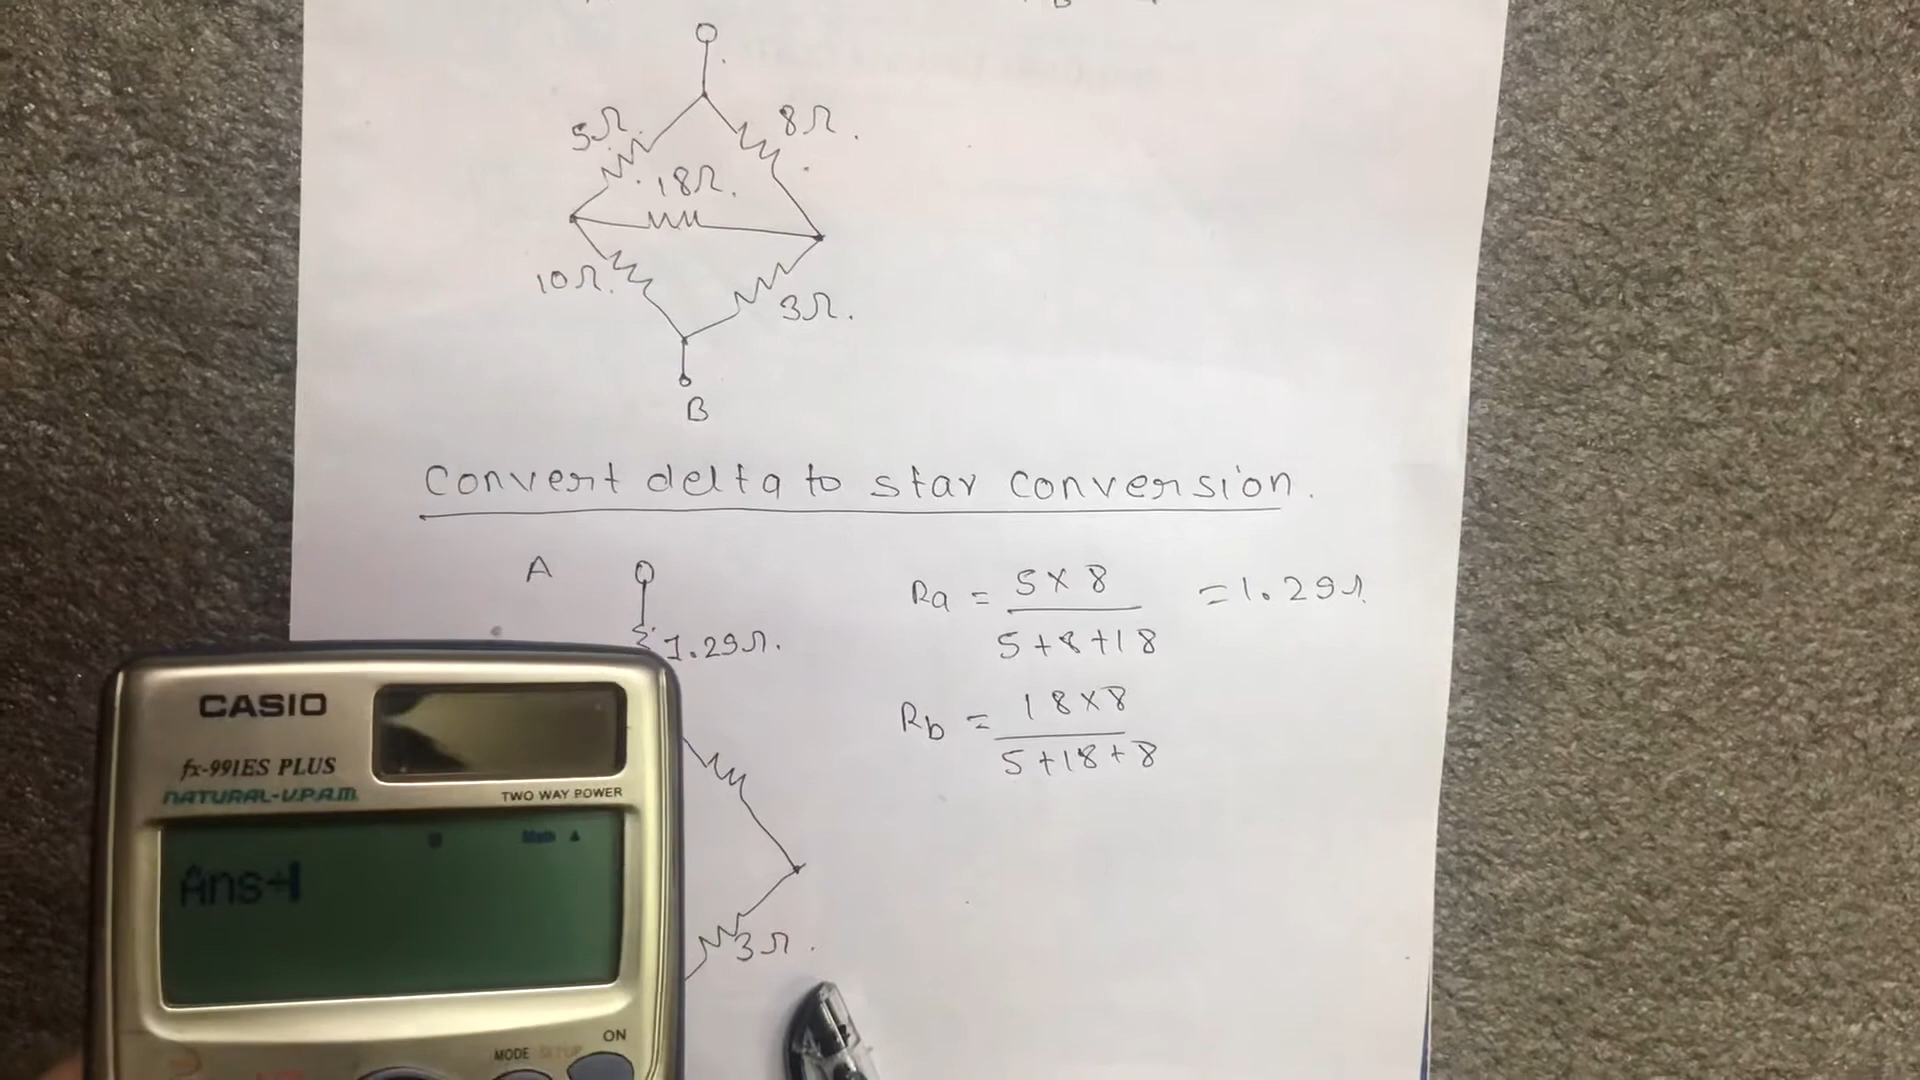 5Ω.
8Ω.
18Ω.
10Ω.
3Ω.
B
Convert delta to star conversion.
A
1.29Ω.
Ra = 5 × 8 / 5 + 8 + 18 = 1.29Ω
Rb = 18 × 8 / 5 + 18 + 8
3Ω.
CASIO
fx-991ES PLUS
NATURAL-V.P.A.M.
TWO WAY POWER
Math ▲
Ans÷
ON
MODE SETUP